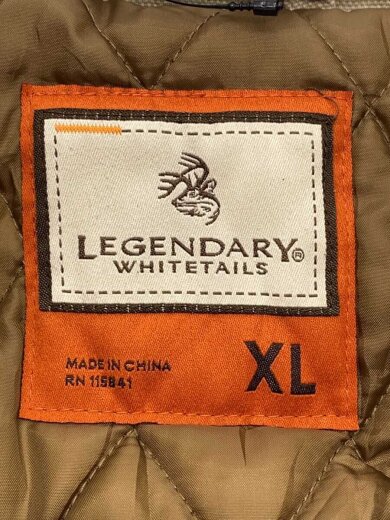 LEGENDARY®
WHITETAILS
MADE IN CHINA
RN 115841
XL